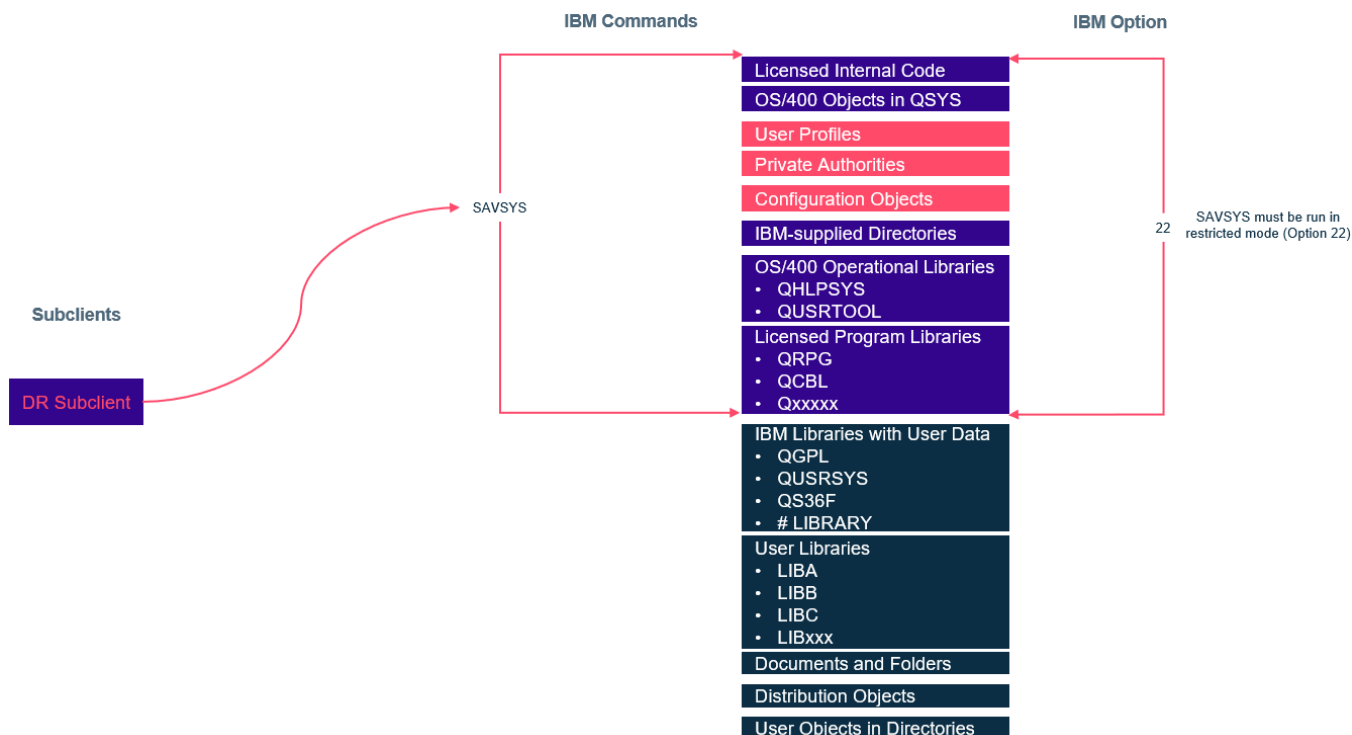 IBM Commands
IBM Option
Licensed Internal Code
OS/400 Objects in QSYS
User Profiles
Private Authorities
Configuration Objects
IBM-supplied Directories
OS/400 Operational Libraries
• QHLPSYS
• QUSRTOOL
Licensed Program Libraries
• QRPG
• QCBL
• Qxxxxx
IBM Libraries with User Data
• QGPL
• QUSRSYS
• QS36F
• # LIBRARY
User Libraries
• LIBA
• LIBB
• LIBC
• LIBxxx
Documents and Folders
Distribution Objects
User Objects in Directories
SAVSYS
22
SAVSYS must be run in
restricted mode (Option 22)
Subclients
DR Subclient